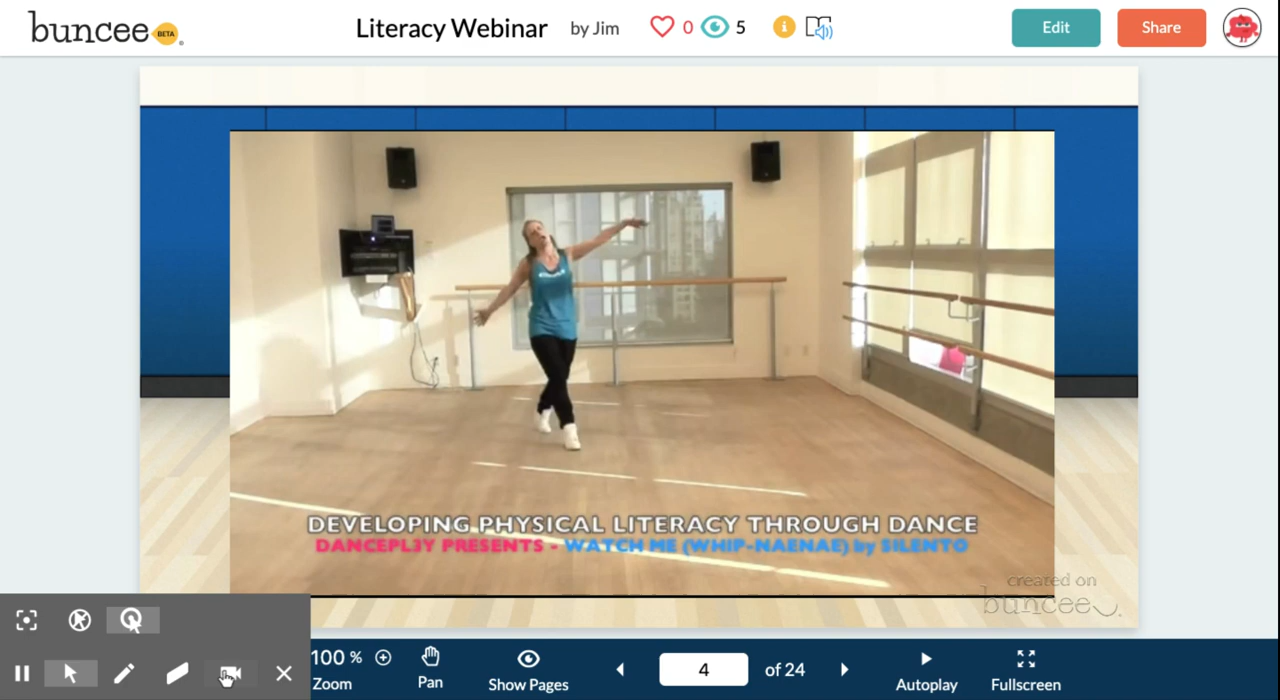 buncee BETA
Literacy Webinar by Jim 0 5
Edit
Share
DEVELOPING PHYSICAL LITERACY THROUGH DANCE
DANCEPL3Y PRESENTS - WATCH ME (WHIP-NAENAE) by SILENTO
created on
buncee
100 %
Zoom
Pan
Show Pages
4 of 24
Autoplay
Fullscreen